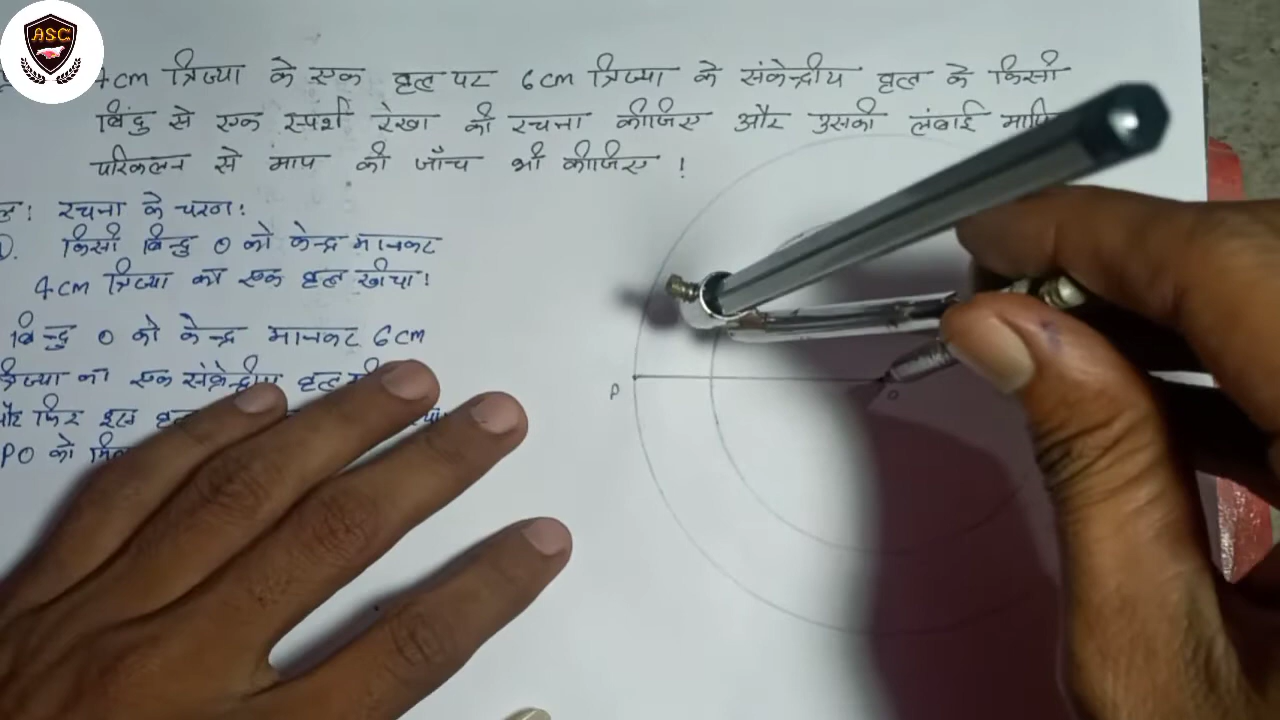 ASC
4cm त्रिज्या के एक वृत्त पर 6cm त्रिज्या के संकेन्द्रीय वृत्त के किसी
बिंदु से एक स्पर्श रेखा की रचना कीजिए और उसकी लंबाई
परिकलन से माप की जाँच भी कीजिए !
रचना के चरण:
किसी बिन्दु O को केन्द्र मानकर
4cm त्रिज्या का एक वृत्त खींचा!
बिन्दु O को केन्द्र मानकर 6cm
त्रिज्या का एक संकेन्द्रीय वृत्त
और फिर इस वृत्त
PO को
P
O